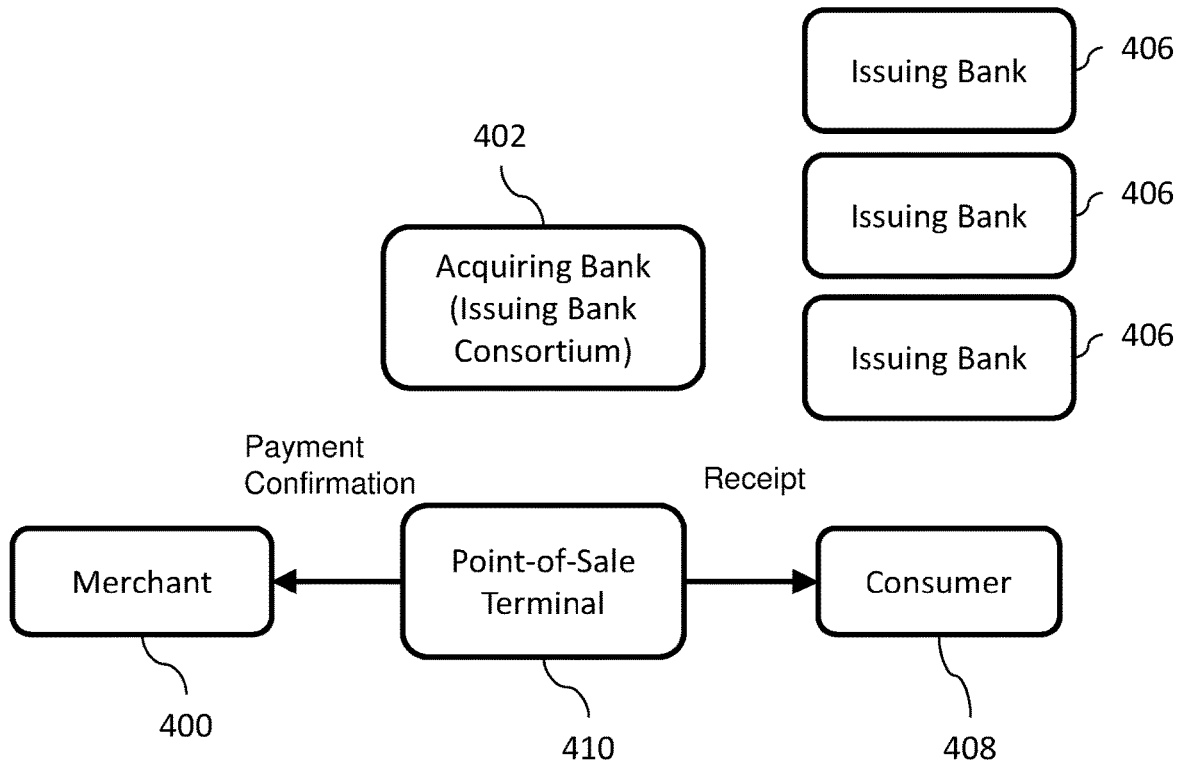 Issuing Bank
406
402
Issuing Bank
406
Acquiring Bank
(Issuing Bank
Consortium)
Issuing Bank
406
Payment
Confirmation
Receipt
Merchant
Point-of-Sale
Terminal
Consumer
400
410
408